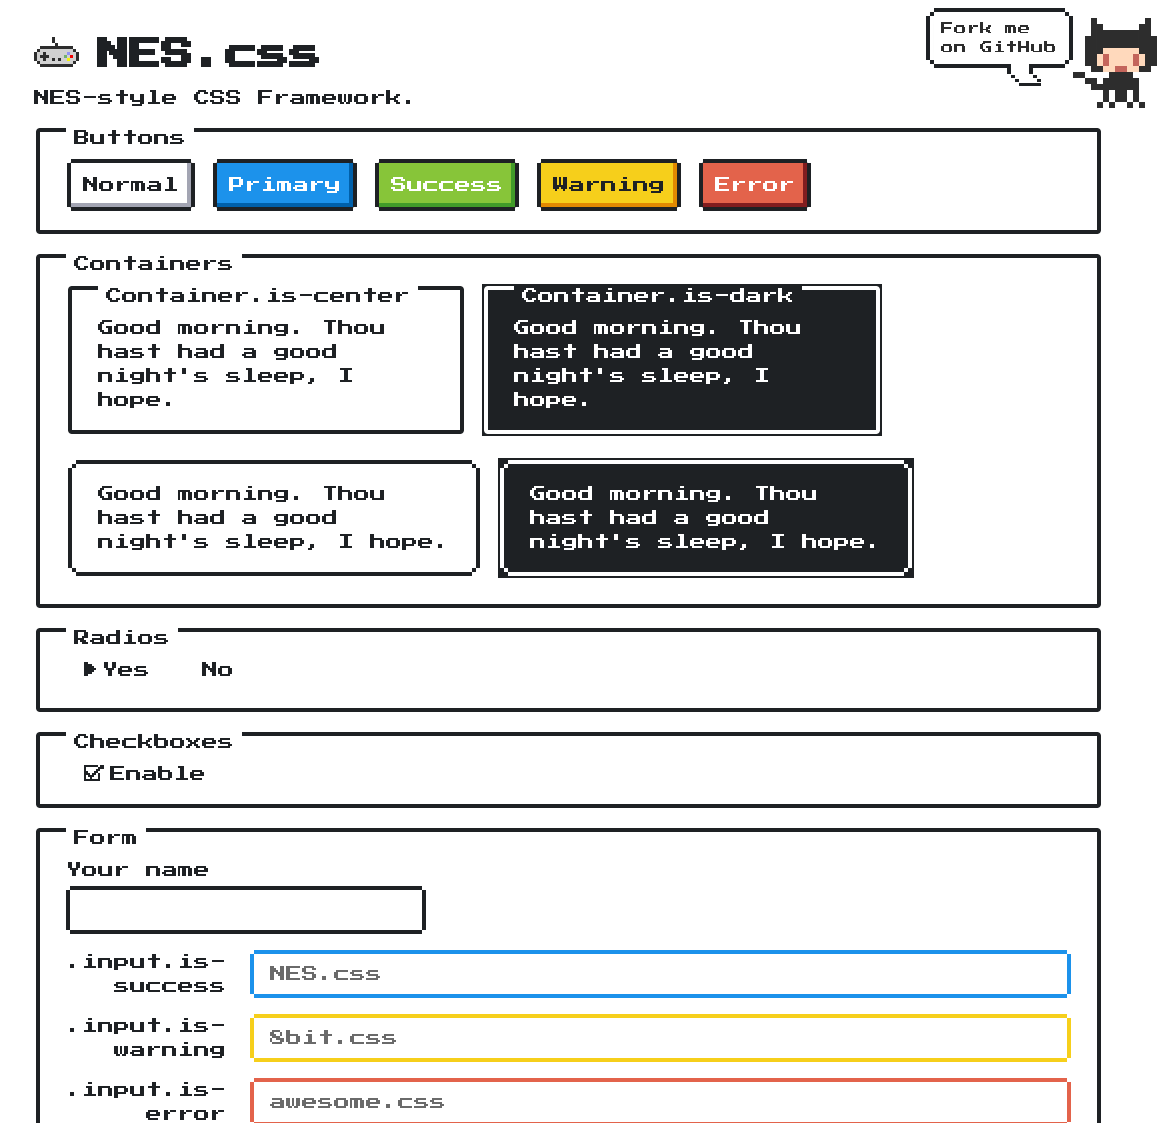 NES.css
Fork me
on GitHub
NES-style CSS Framework.
Buttons
Normal Primary Success Warning Error
Containers
Container.is-center
Good morning. Thou
hast had a good
night's sleep, I
hope.
Container.is-dark
Good morning. Thou
hast had a good
night's sleep, I
hope.
Good morning. Thou
hast had a good
night's sleep, I hope.
Good morning. Thou
hast had a good
night's sleep, I hope.
Radios
Yes No
Checkboxes
Enable
Form
Your name
.input.is-
success
NES.css
.input.is-
warning
8bit.css
.input.is-
error
awesome.css